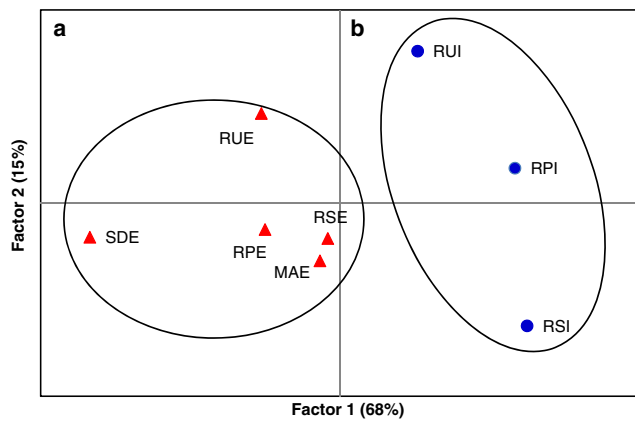 a
b
RUI
RUE
RPI
RSE
SDE
RPE
MAE
RSI
Factor 2 (15%)
Factor 1 (68%)